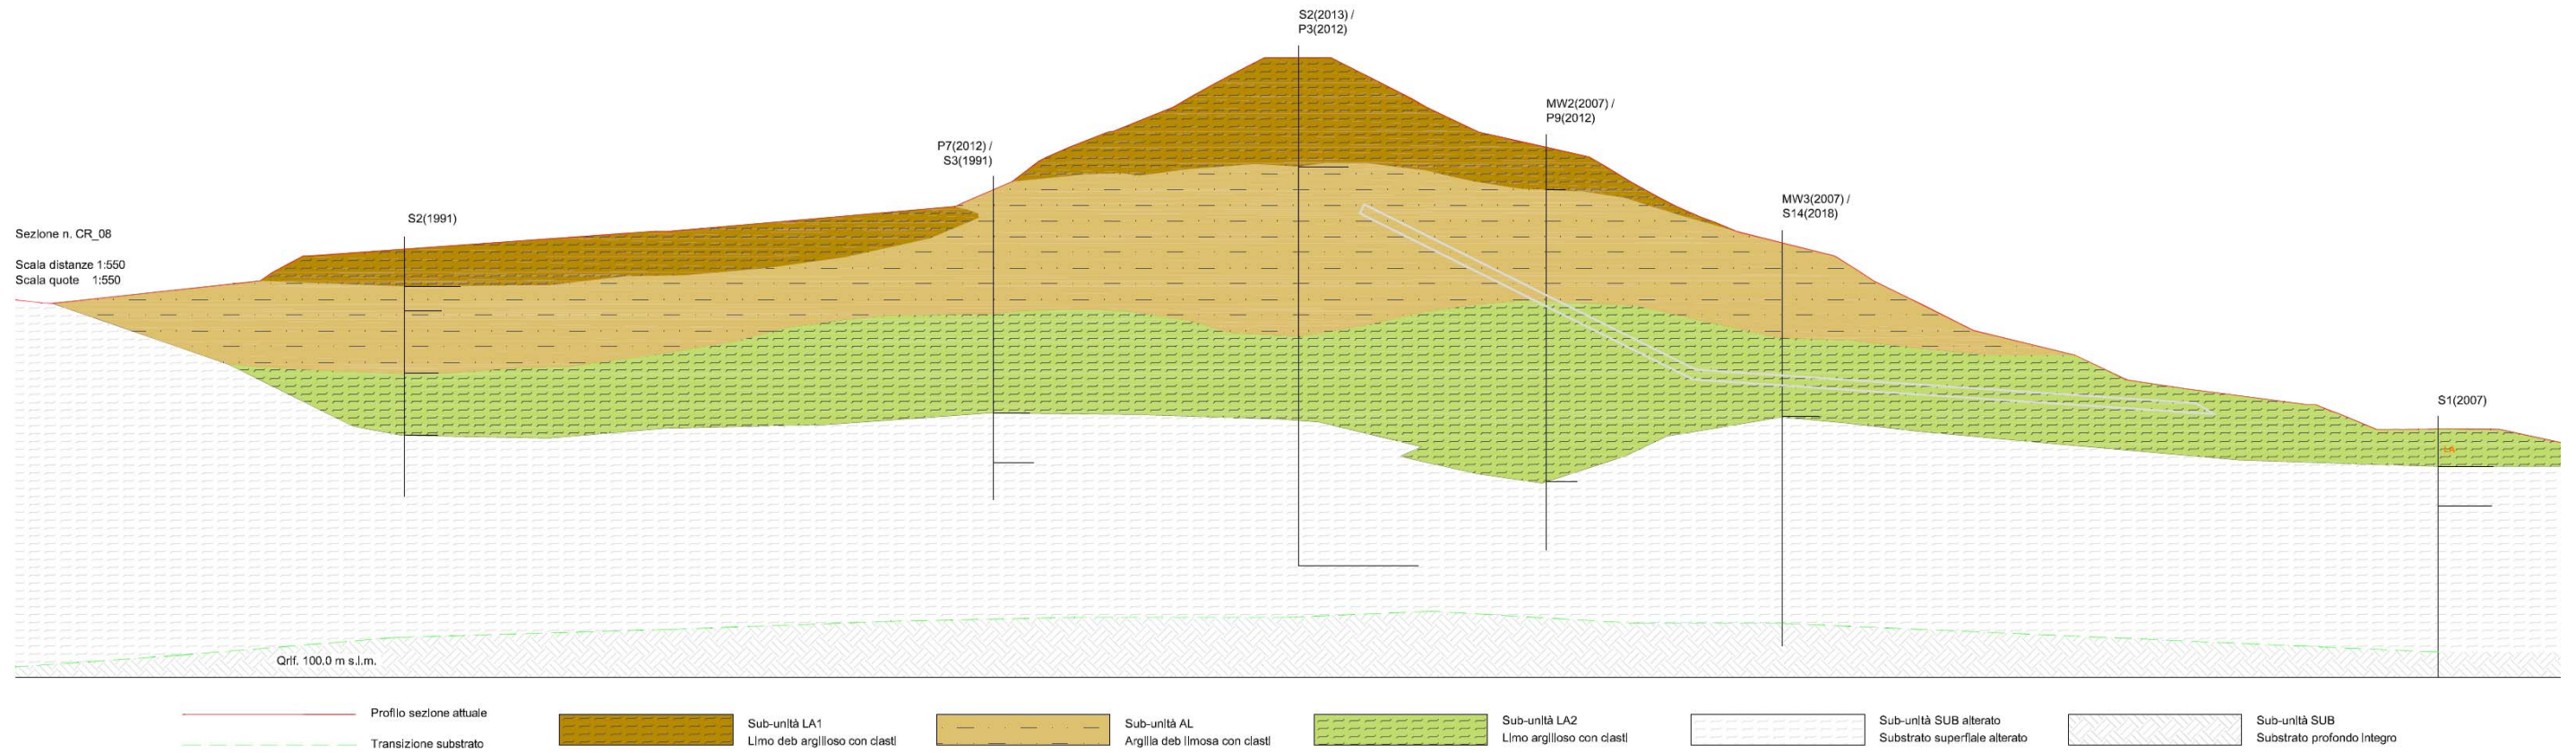 S2(2013) /
P3(2012)
MW2(2007) /
P9(2012)
P7(2012) /
S3(1991)
MW3(2007) /
S14(2018)
S2(1991)
Sezione n. CR_08
Scala distanze 1:550
Scala quote 1:550
S1(2007)
LA
Qrif. 100.0 m s.l.m.
Profilo sezione attuale
Transizione substrato
Sub-unità LA1
Limo deb argilloso con clasti
Sub-unità AL
Argilla deb limosa con clasti
Sub-unità LA2
Limo argilloso con clasti
Sub-unità SUB alterato
Substrato superfiale alterato
Sub-unità SUB
Substrato profondo integro